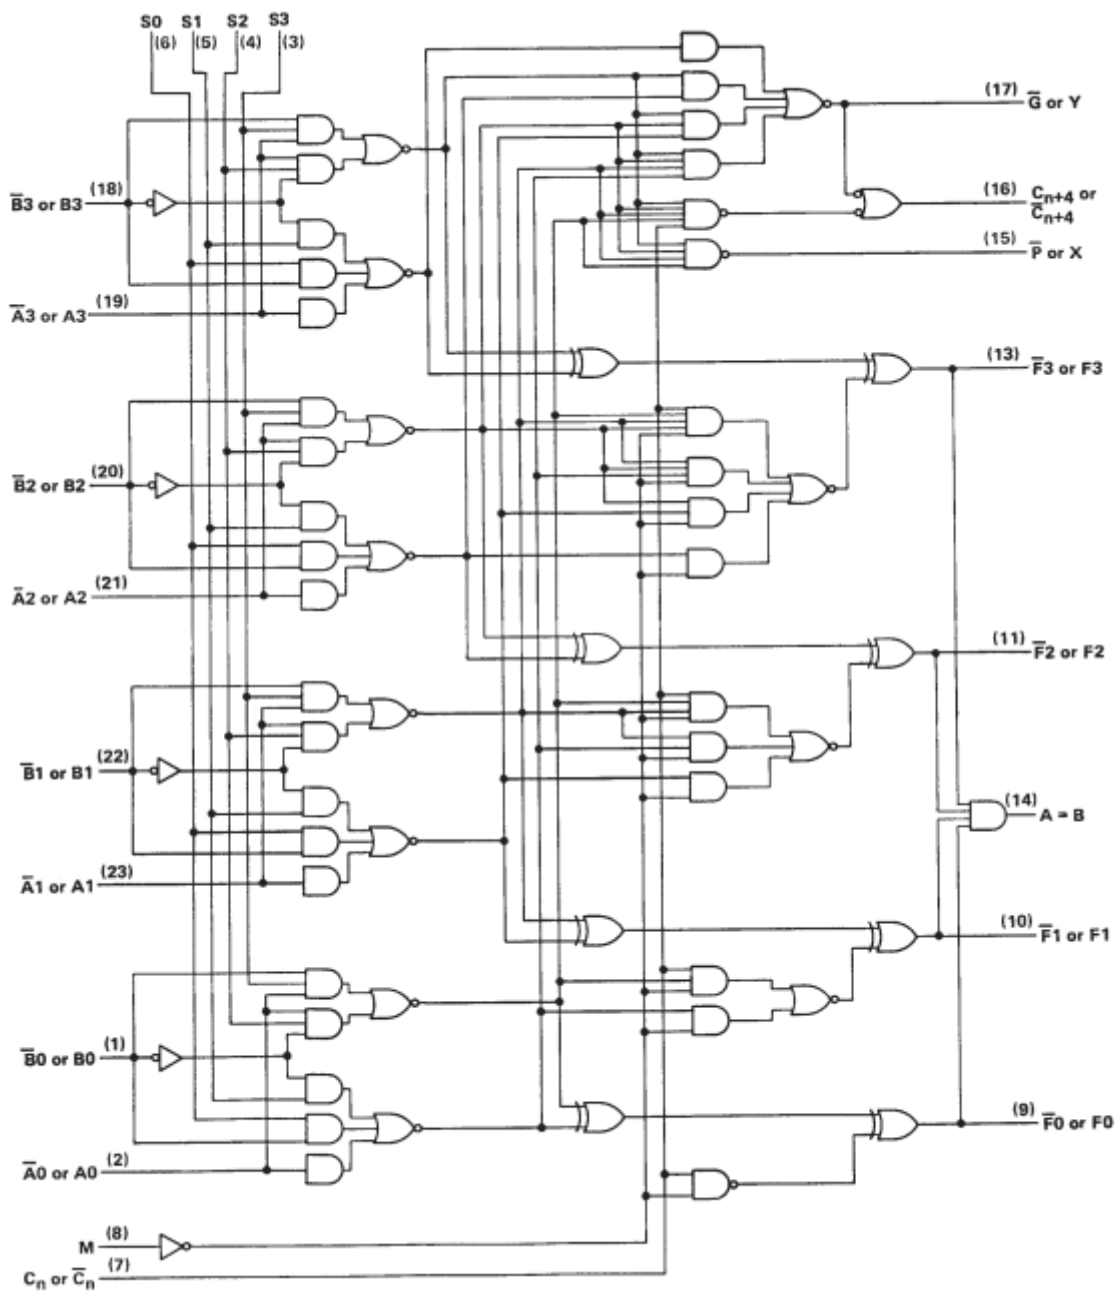 S0 S1 S2 S3
(6) (5) (4) (3)
(17) G̅ or Y
(18) B̅3 or B3
(16) Cn+4 or
C̅n+4
(15) P̅ or X
(19) A̅3 or A3
(13) F̅3 or F3
(20) B̅2 or B2
(21) A̅2 or A2
(11) F̅2 or F2
(22) B̅1 or B1
(14) A = B
(23) A̅1 or A1
(10) F̅1 or F1
(1) B̅0 or B0
(9) F̅0 or F0
(2) A̅0 or A0
M (8)
Cn or C̅n (7)